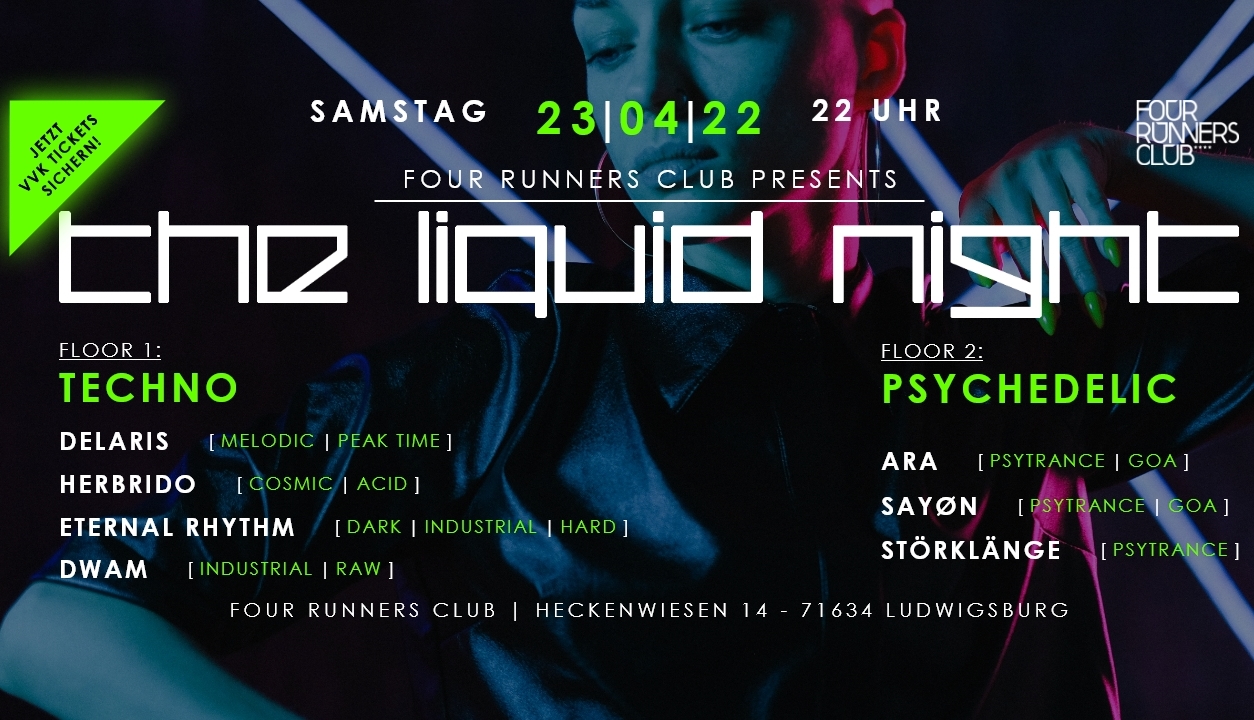 JETZT
VVK TICKETS
SICHERN!
SAMSTAG 23|04|22 22 UHR
FOUR
RUNNERS
CLUB
FOUR RUNNERS CLUB PRESENTS
the liquid night
FLOOR 1:
TECHNO
DELARIS [ MELODIC | PEAK TIME ]
HERBRIDO [ COSMIC | ACID ]
ETERNAL RHYTHM [ DARK | INDUSTRIAL | HARD ]
DWAM [ INDUSTRIAL | RAW ]
FLOOR 2:
PSYCHEDELIC
ARA [ PSYTRANCE | GOA ]
SAYØN [ PSYTRANCE | GOA ]
STÖRKLÄNGE [ PSYTRANCE ]
FOUR RUNNERS CLUB | HECKENWIESEN 14 - 71634 LUDWIGSBURG